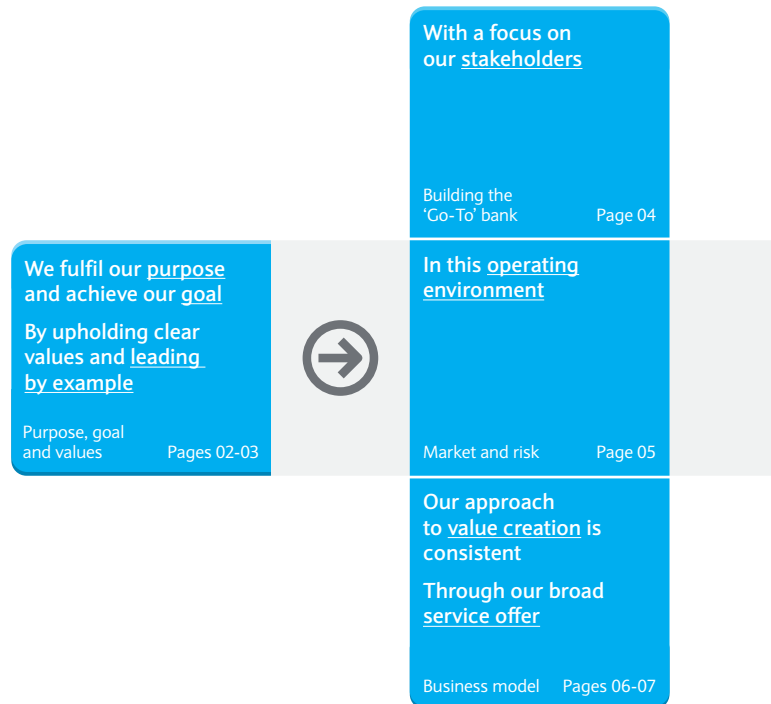 With a focus on
our stakeholders
Building the
‘Go-To’ bank Page 04
We fulfil our purpose
and achieve our goal
By upholding clear
values and leading
by example
Purpose, goal
and values Pages 02-03
In this operating
environment
Market and risk Page 05
Our approach
to value creation is
consistent
Through our broad
service offer
Business model Pages 06-07